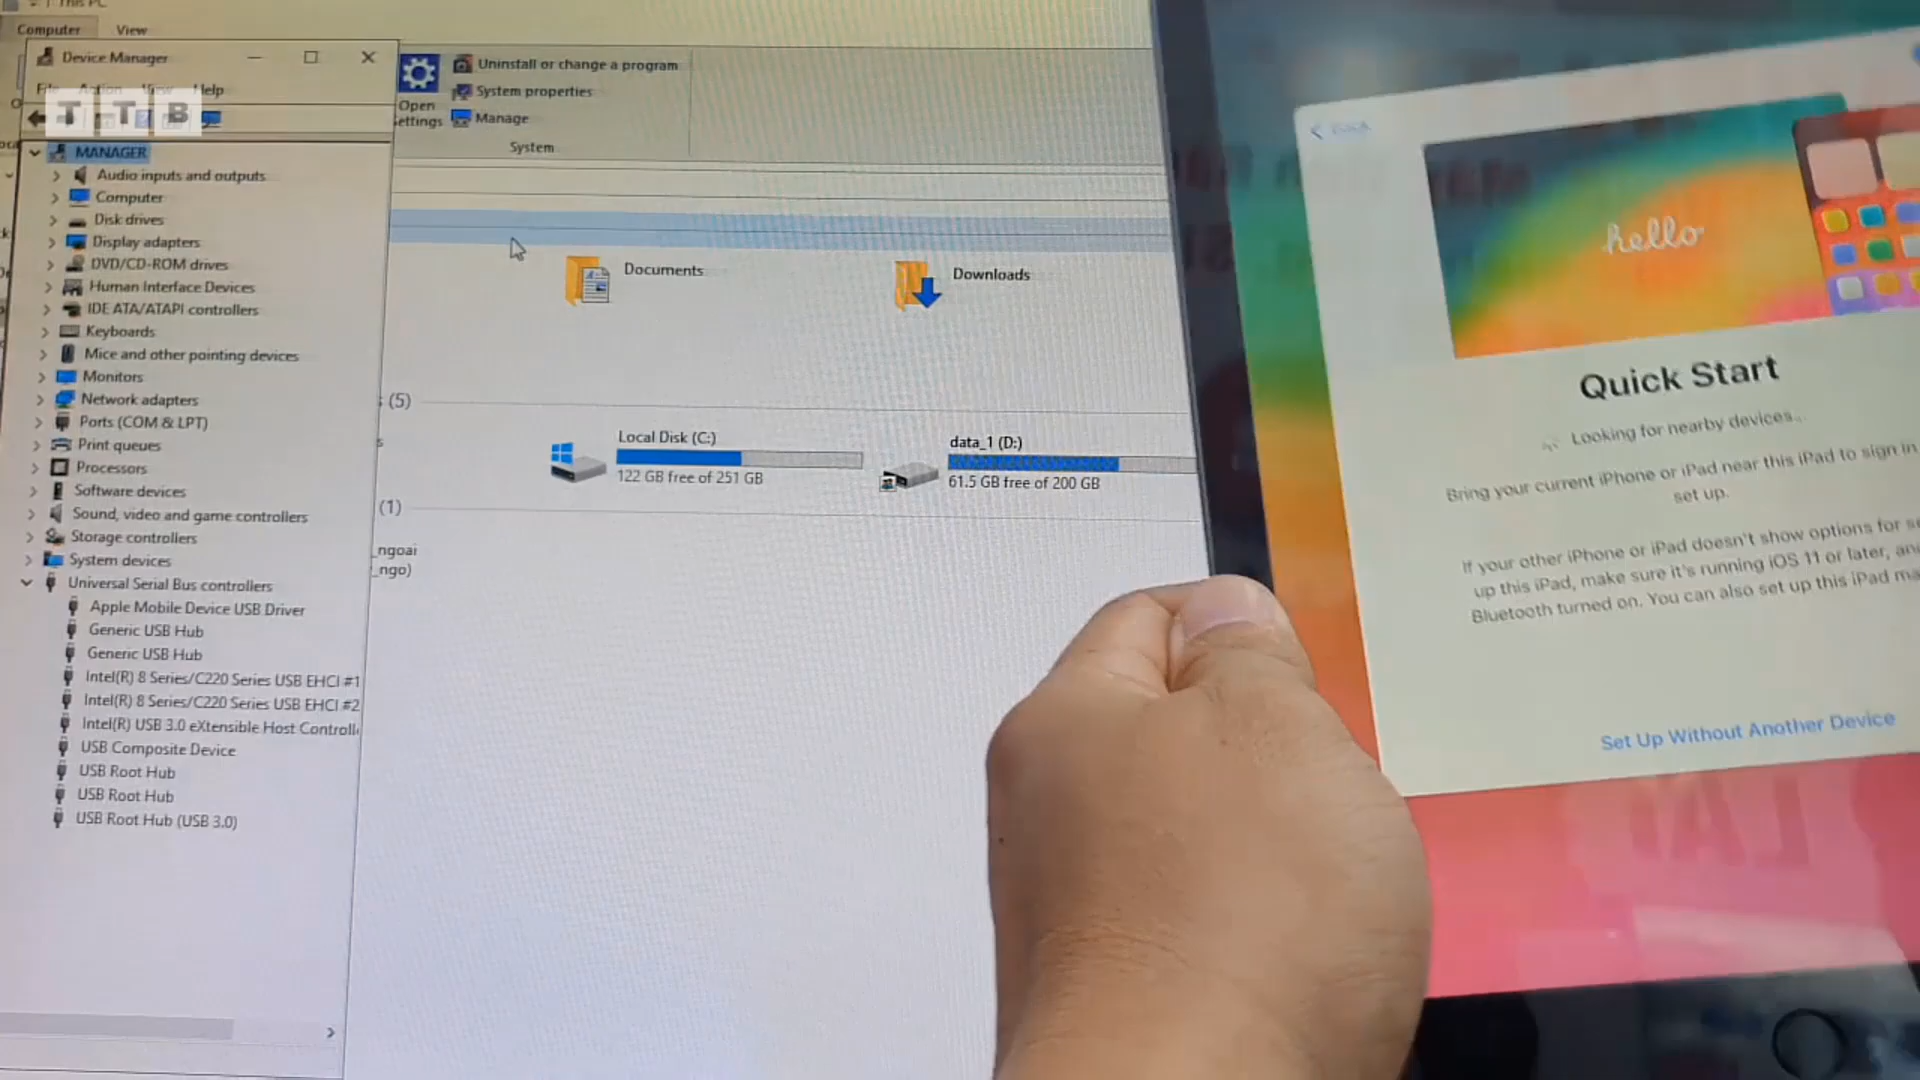 This PC
Computer
View
Device Manager
File
Action
View
Help
T T B
MANAGER
Audio inputs and outputs
Computer
Disk drives
Display adapters
DVD/CD-ROM drives
Human Interface Devices
IDE ATA/ATAPI controllers
Keyboards
Mice and other pointing devices
Monitors
Network adapters
Ports (COM & LPT)
Print queues
Processors
Software devices
Sound, video and game controllers
Storage controllers
System devices
Universal Serial Bus controllers
Apple Mobile Device USB Driver
Generic USB Hub
Generic USB Hub
Intel(R) 8 Series/C220 Series USB EHCI #1
Intel(R) 8 Series/C220 Series USB EHCI #2
Intel(R) USB 3.0 eXtensible Host Controlle
USB Composite Device
USB Root Hub
USB Root Hub
USB Root Hub (USB 3.0)
Open
Settings
Uninstall or change a program
System properties
Manage
System
Documents
Downloads
(5)
Local Disk (C:)
122 GB free of 251 GB
data_1 (D:)
61.5 GB free of 200 GB
(1)
_ngoai
_ngo)
Back
hello
Quick Start
Looking for nearby devices...
Bring your current iPhone or iPad near this iPad to sign in
set up.
If your other iPhone or iPad doesn't show options for
up this iPad, make sure it's running iOS 11 or later, and
Bluetooth turned on. You can also set up this iPad
Set Up Without Another Device